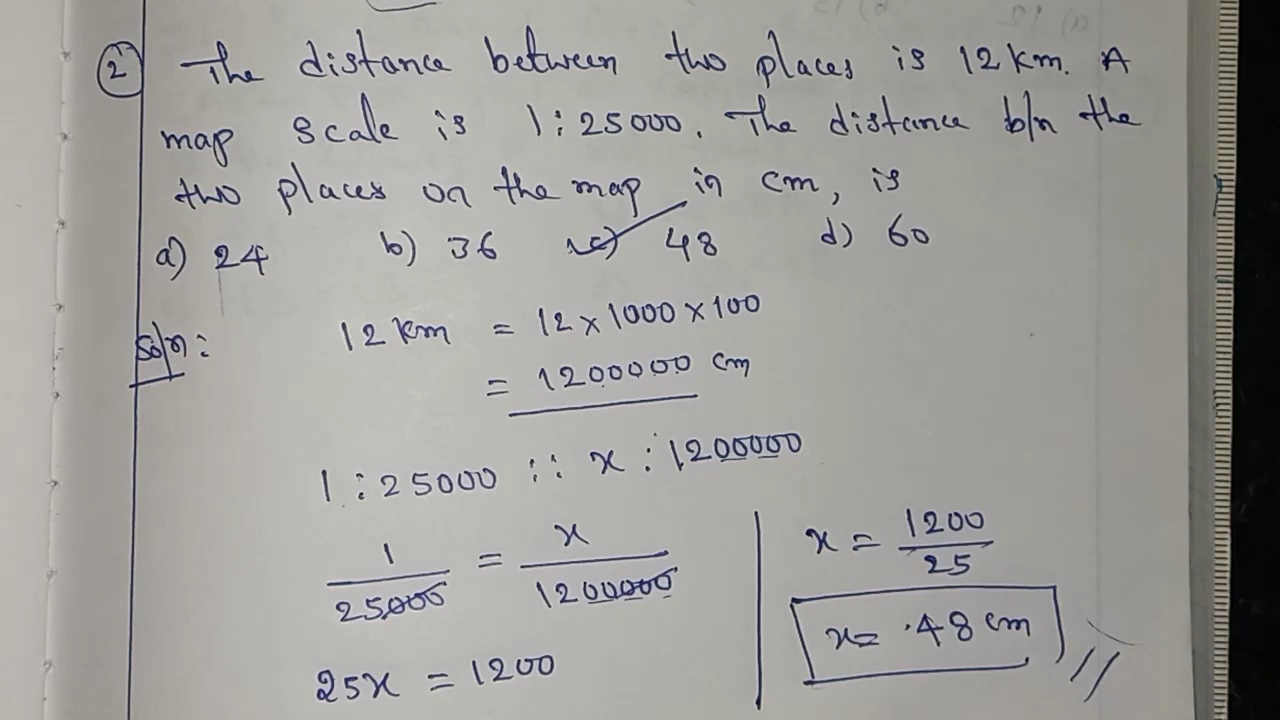 ② The distance between two places is 12 km. A
map scale is 1:25000. The distance b/n the
two places on the map in cm, is
a) 24 b) 36 c) 48 d) 60
Soln: 12 km = 12 x 1000 x 100
= 1200000 cm
1 : 25000 :: x : 1200000
1/25000 = x/1200000
25x = 1200
x = 1200/25
x = 48 cm